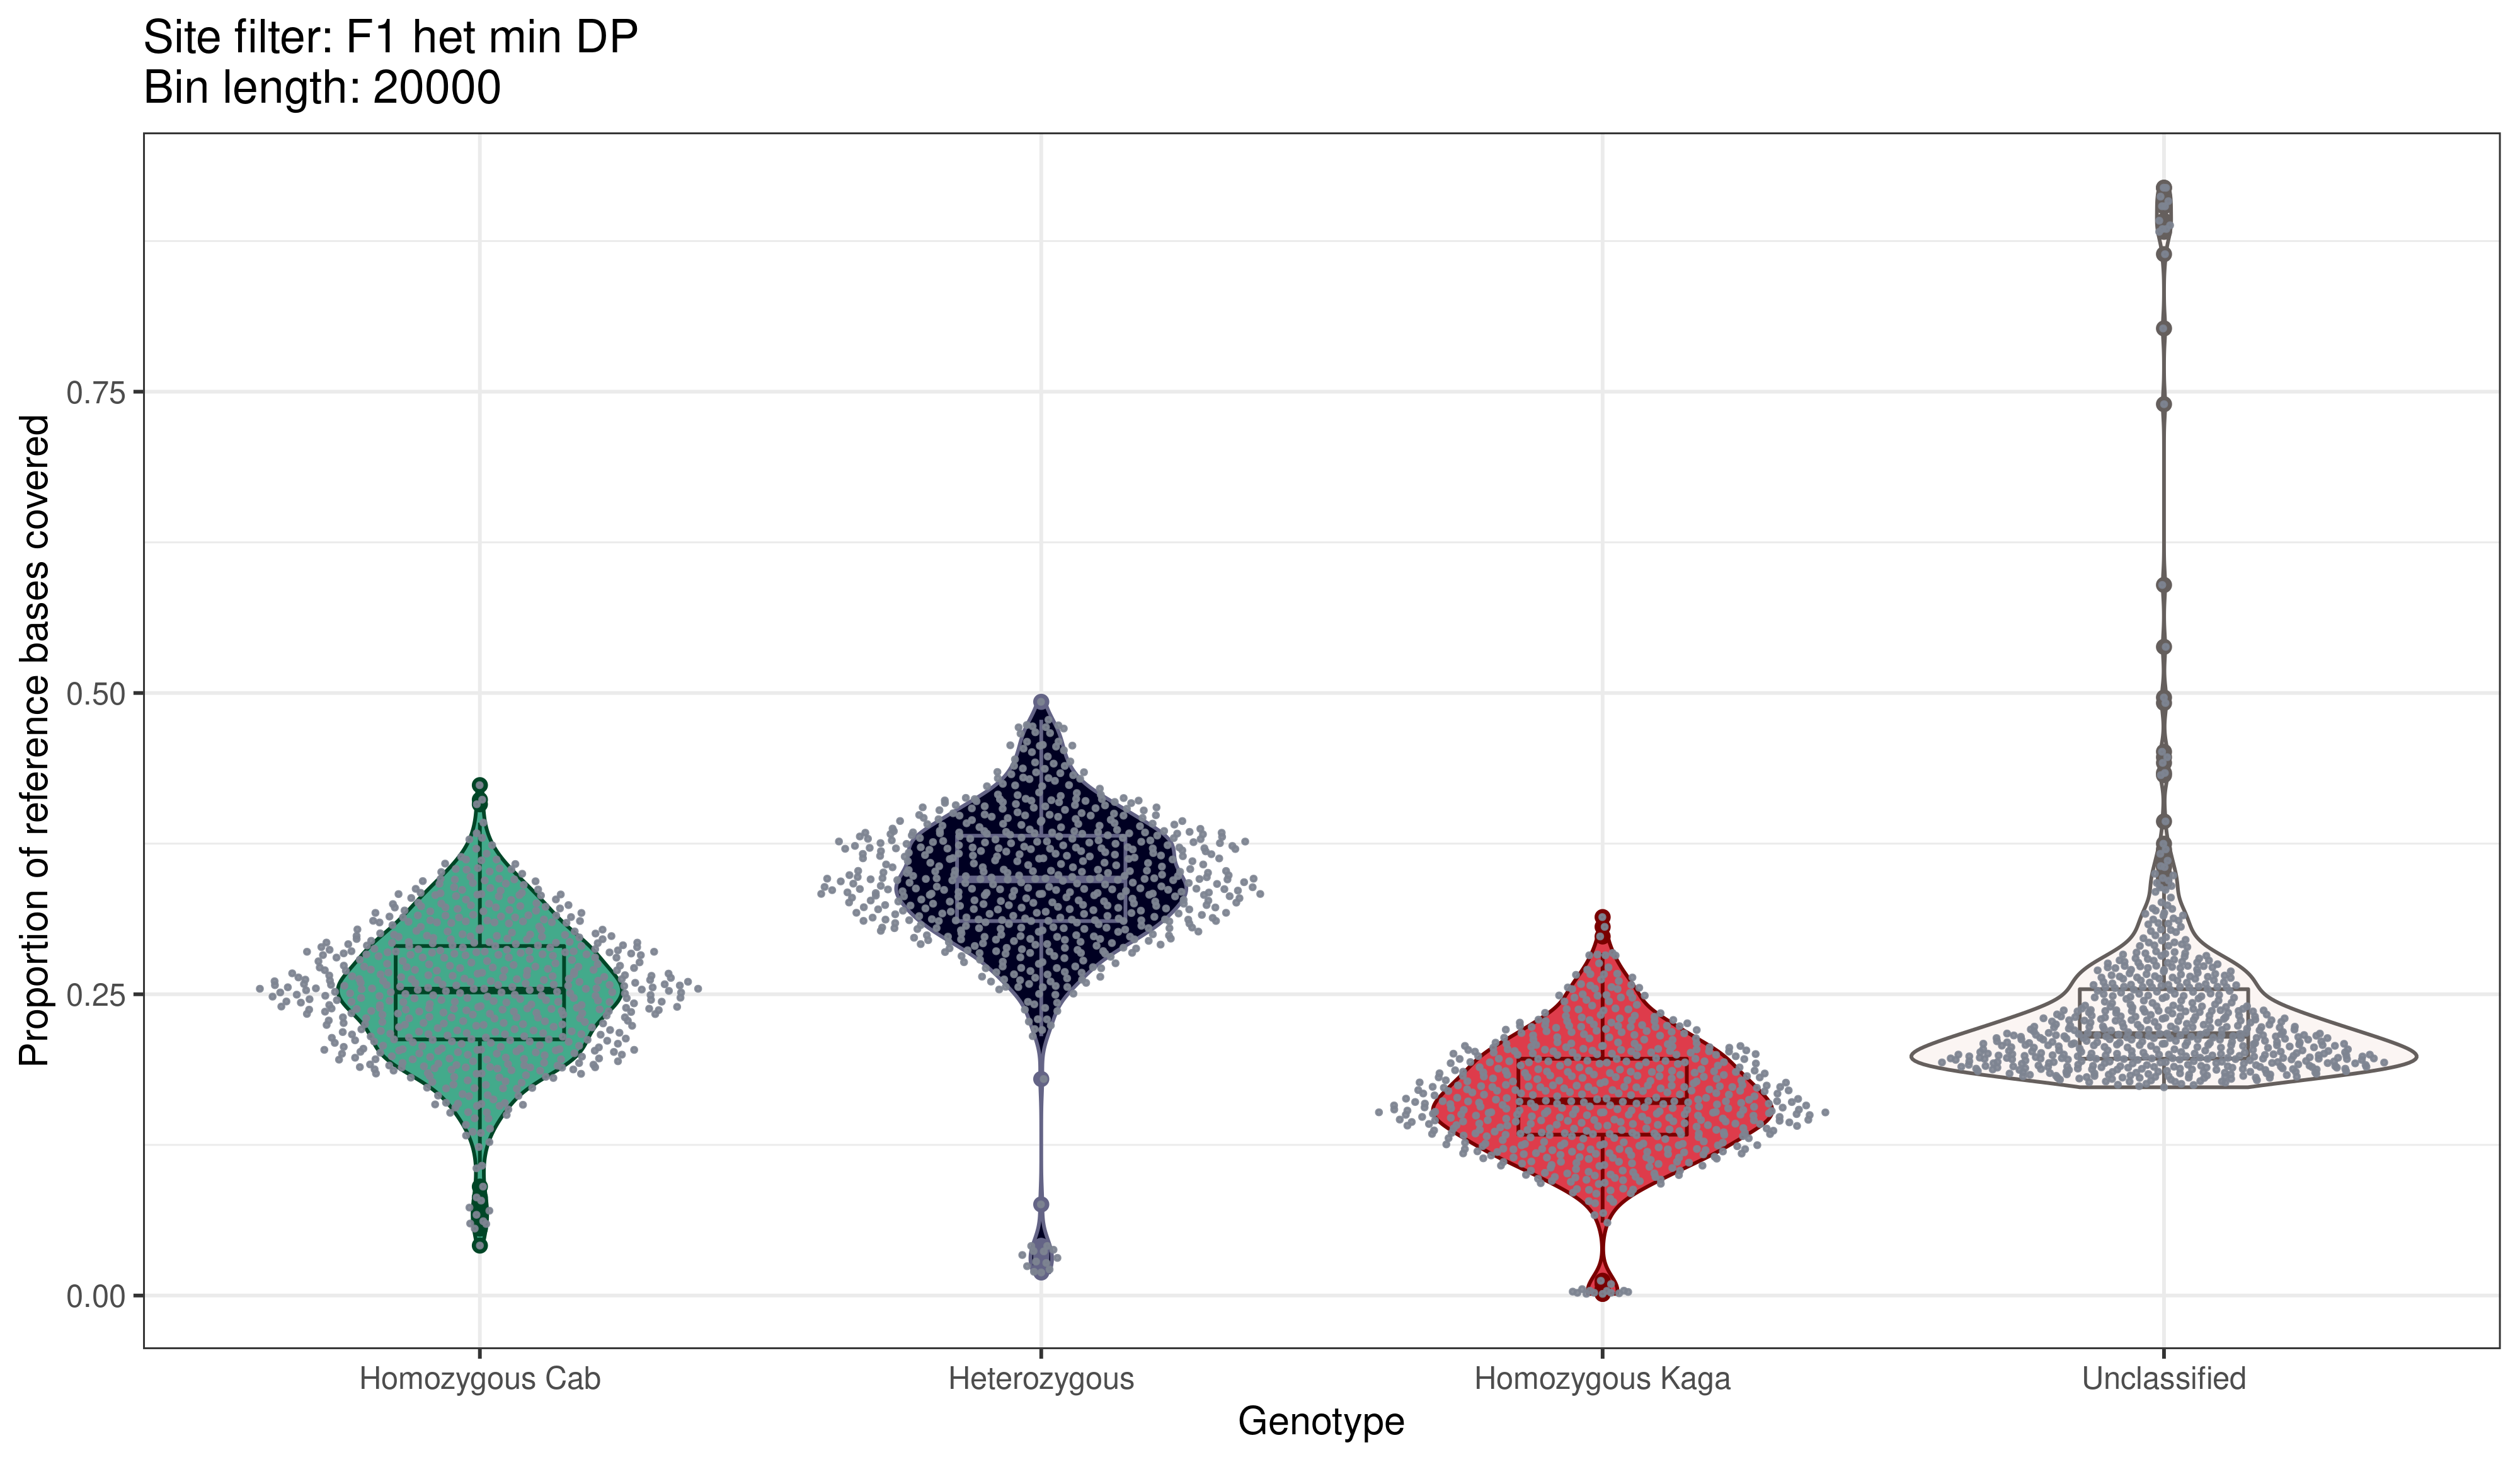 Site filter: F1 het min DP
Bin length: 20000
Proportion of reference bases covered
0.75
0.50
0.25
0.00
Homozygous Cab
Heterozygous
Homozygous Kaga
Unclassified
Genotype